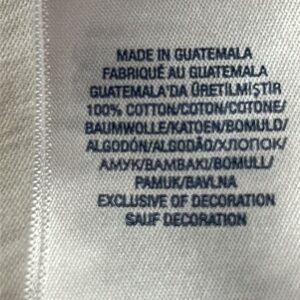 MADE IN GUATEMALA
FABRIQUÉ AU GUATEMALA
GUATEMALA'DA ÜRETILMIŞTIR
100% COTTON/COTON/COTONE/
BAUMWOLLE/KATOEN/BOMULD/
ALGODÓN/ALGODÃO/ХЛОПОК/
ΑΜΥΚ/BAMBAKI/BOMULL/
PAMUK/BAVLNA
EXCLUSIVE OF DECORATION
SAUF DECORATION